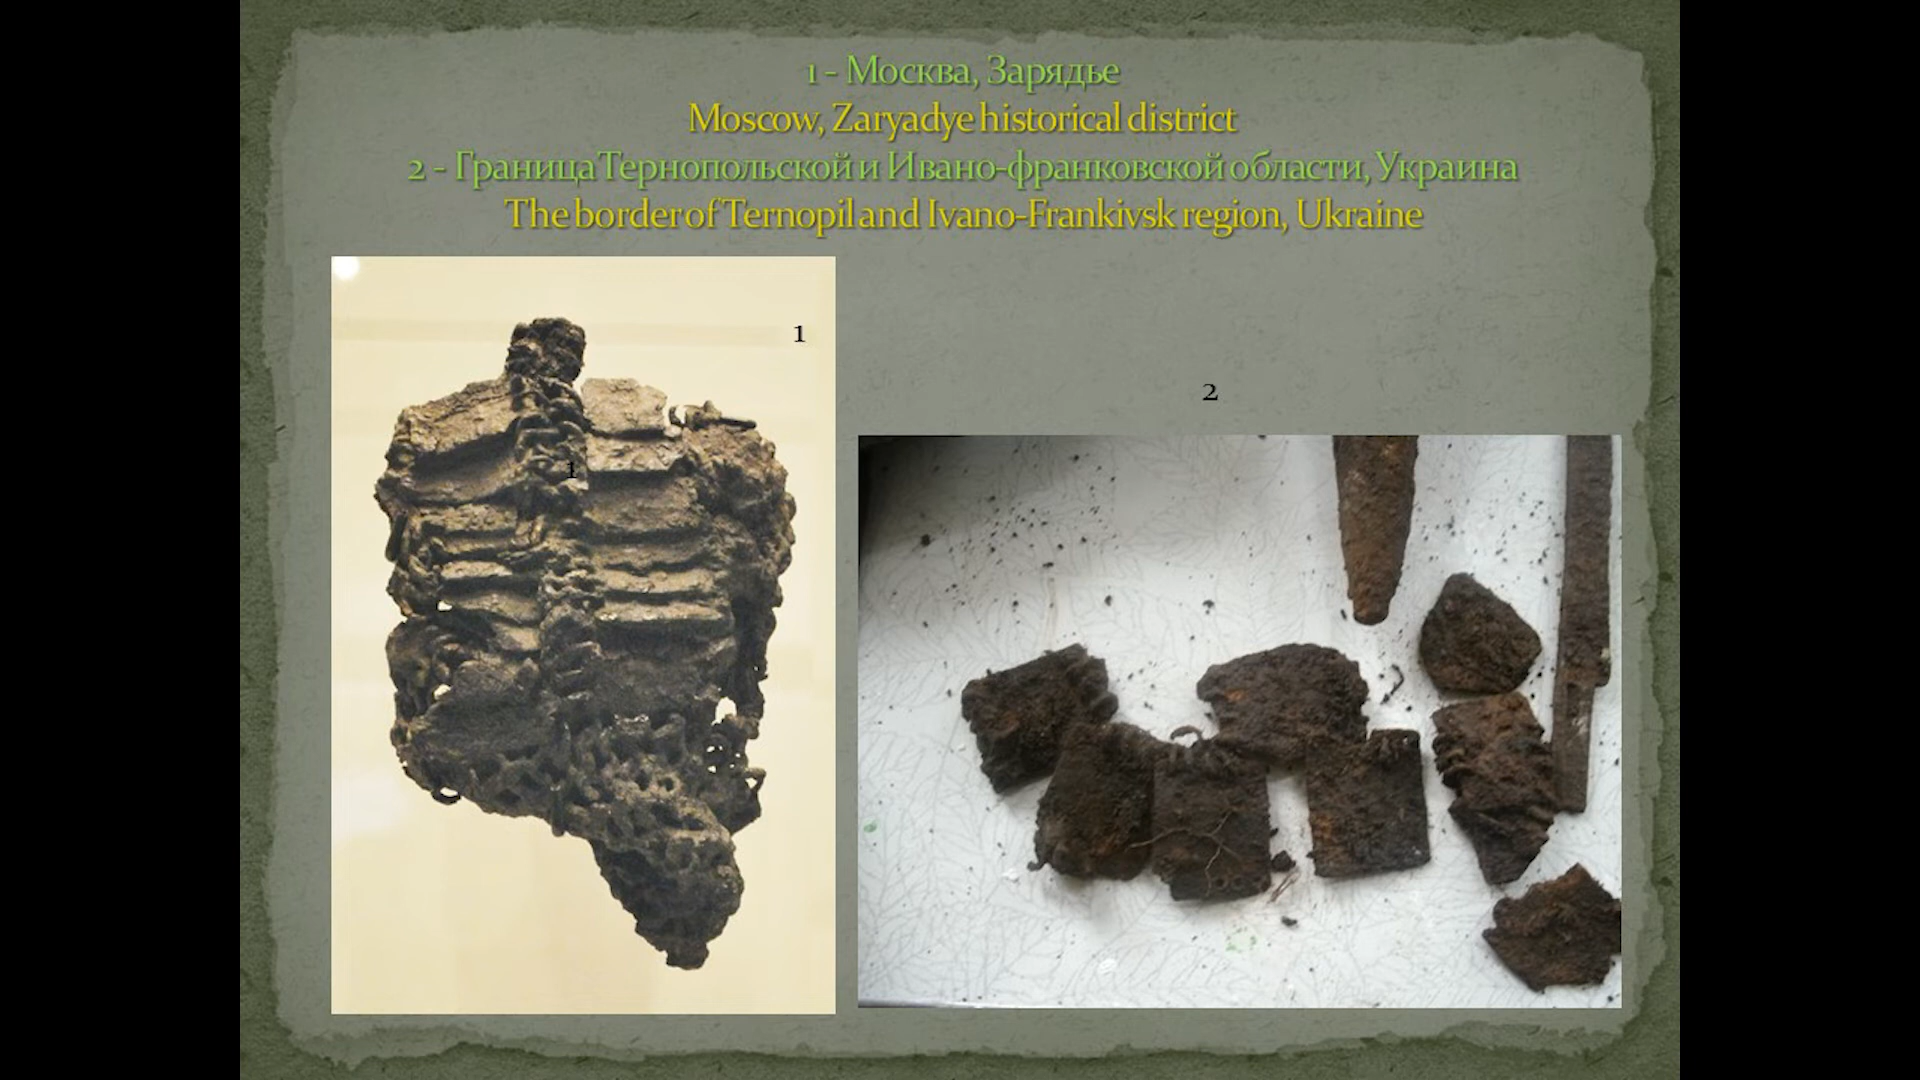 1 - Москва, Зарядье
Moscow, Zaryadye historical district
2 - Граница Тернопольской и Ивано-франковской области, Украина
The border of Ternopil and Ivano-Frankivsk region, Ukraine
1
2
1